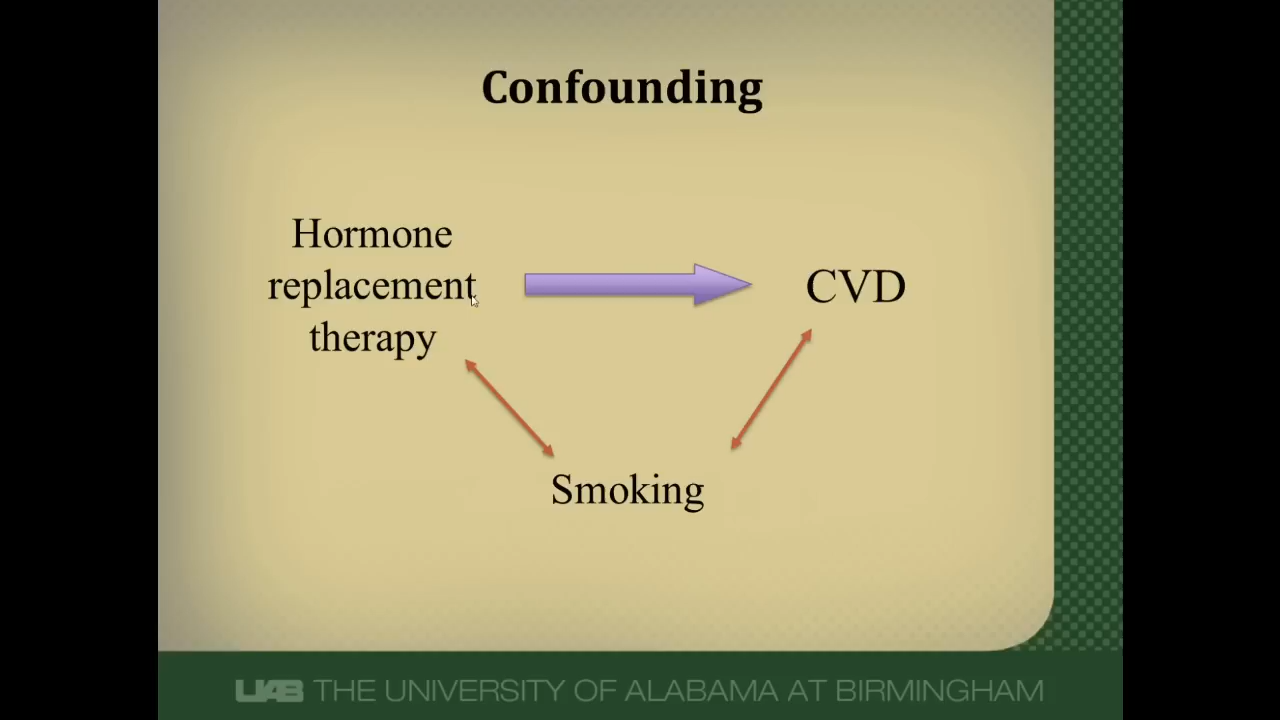 Confounding
Hormone
replacement
therapy
CVD
Smoking
UAB THE UNIVERSITY OF ALABAMA AT BIRMINGHAM